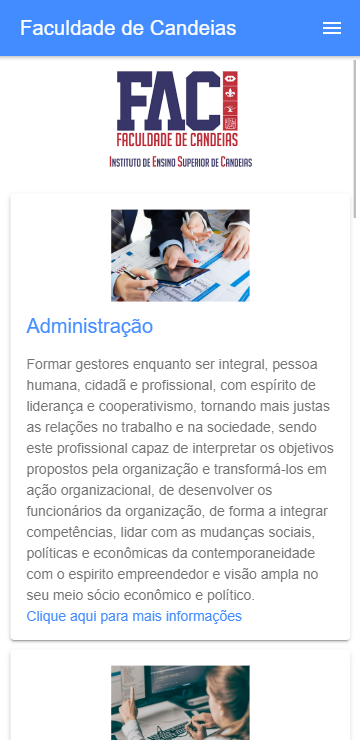 Faculdade de Candeias
FAC
FACULDADE DE CANDEIAS
INSTITUTO DE ENSINO SUPERIOR DE CANDEIAS
Administração
Formar gestores enquanto ser integral, pessoa
humana, cidadã e profissional, com espírito de
liderança e cooperativismo, tornando mais justas
as relações no trabalho e na sociedade, sendo
este profissional capaz de interpretar os objetivos
propostos pela organização e transformá-los em
ação organizacional, de desenvolver os
funcionários da organização, de forma a integrar
competências, lidar com as mudanças sociais,
políticas e econômicas da contemporaneidade
com o espirito empreendedor e visão ampla no
seu meio sócio econômico e político.
Clique aqui para mais informações